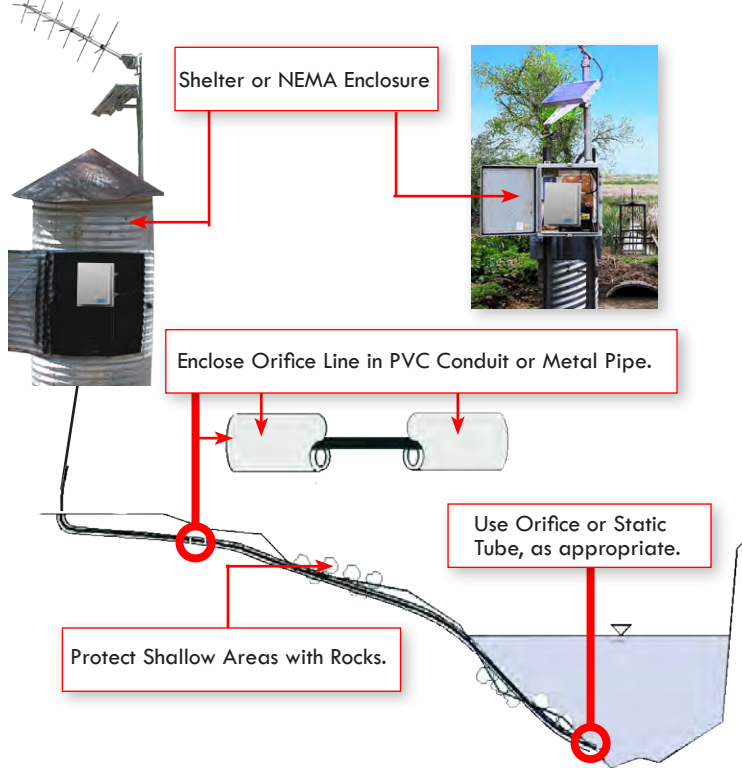 Shelter or NEMA Enclosure
Enclose Orifice Line in PVC Conduit or Metal Pipe.
Use Orifice or Static
Tube, as appropriate.
Protect Shallow Areas with Rocks.